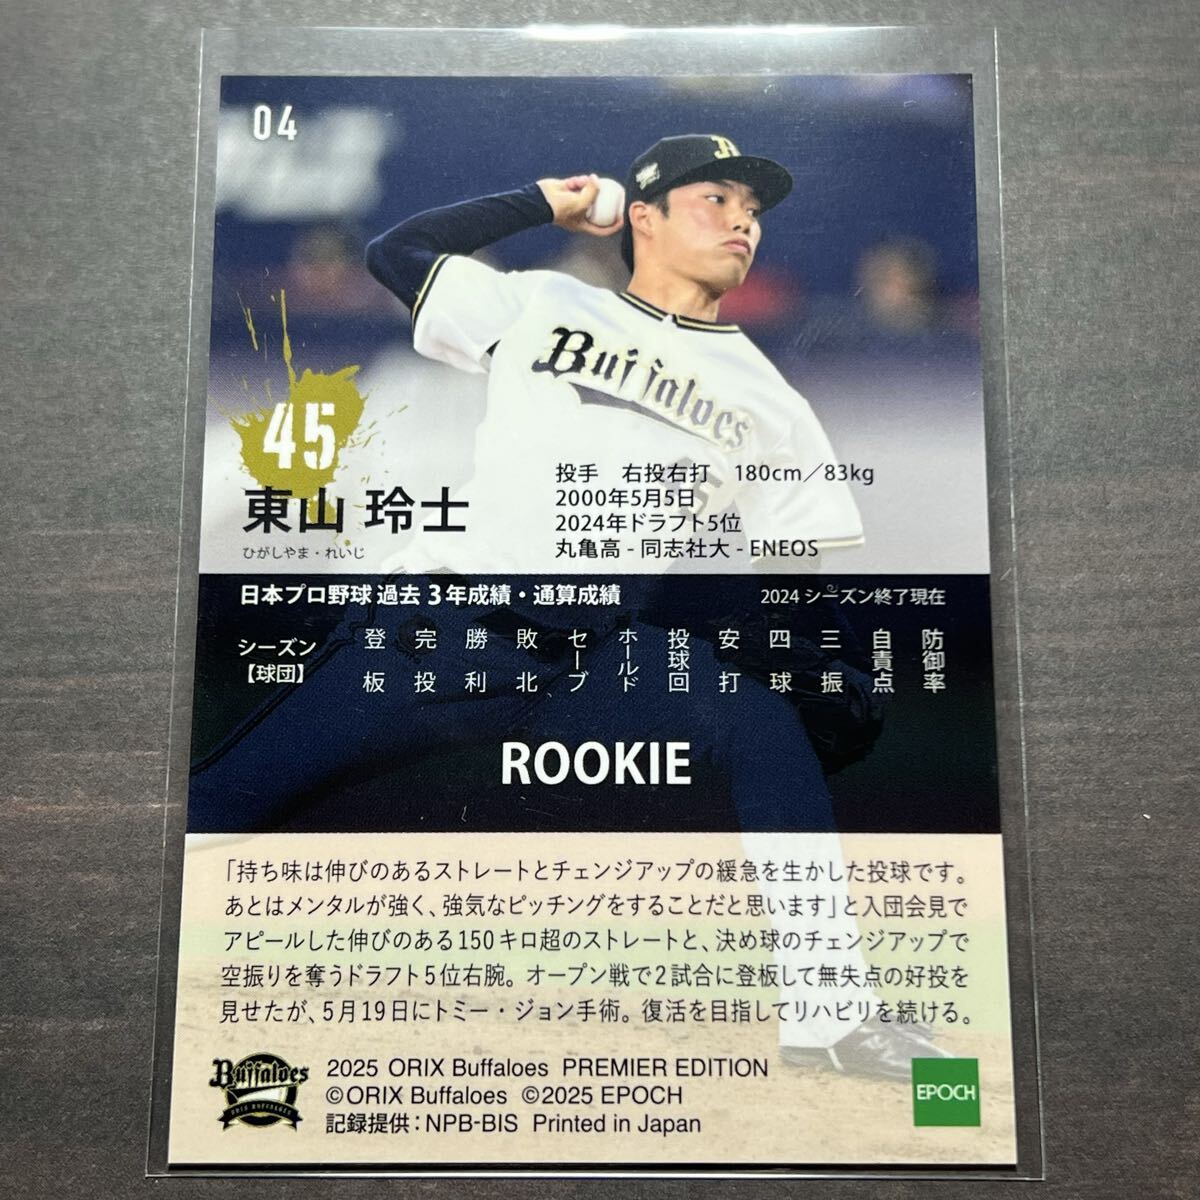 04
Buffaloes
45
東山 玲士
ひがしやま・れいじ
投手 右投右打 180cm／83kg
2000年5月5日
2024年ドラフト5位
丸亀高 - 同志社大 - ENEOS
日本プロ野球 過去 3 年成績・通算成績 2024 シーズン終了現在
シーズン【球団】 登板 完投 勝利 敗北 セーブ ホールド 投球回 安打 四球 三振 自責点 防御率
ROOKIE
「持ち味は伸びのあるストレートとチェンジアップの緩急を生かした投球です。
あとはメンタルが強く、強気なピッチングをすることだと思います」と入団会見で
アピールした伸びのある150キロ超のストレートと、決め球のチェンジアップで
空振りを奪うドラフト5位右腕。オープン戦で2試合に登板して無失点の好投を
見せたが、5月19日にトミー・ジョン手術。復活を目指してリハビリを続ける。
Buffaloes
ORIX BUFFALOES
2025 ORIX Buffaloes PREMIER EDITION
©ORIX Buffaloes ©2025 EPOCH
記録提供：NPB-BIS Printed in Japan
EPOCH